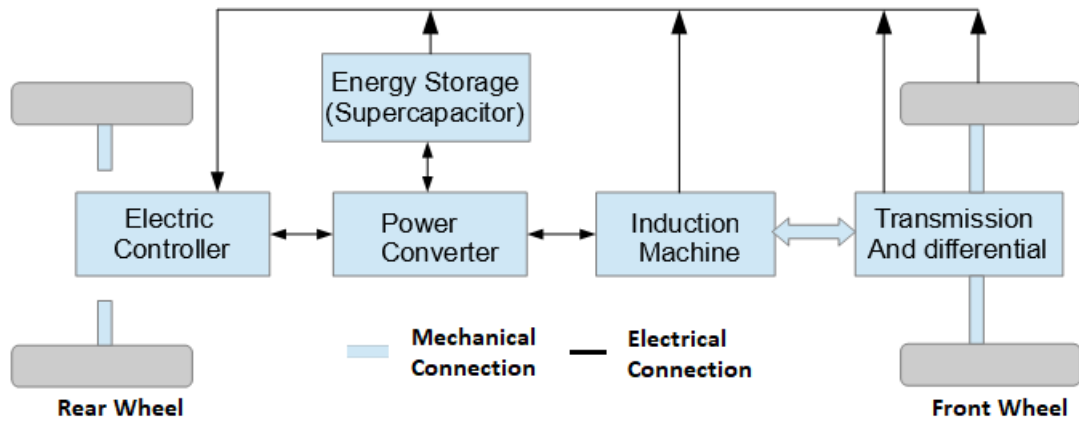 Energy Storage
(Supercapacitor)
Electric
Controller
Power
Converter
Induction
Machine
Transmission
And differential
Mechanical
Connection
Electrical
Connection
Rear Wheel
Front Wheel